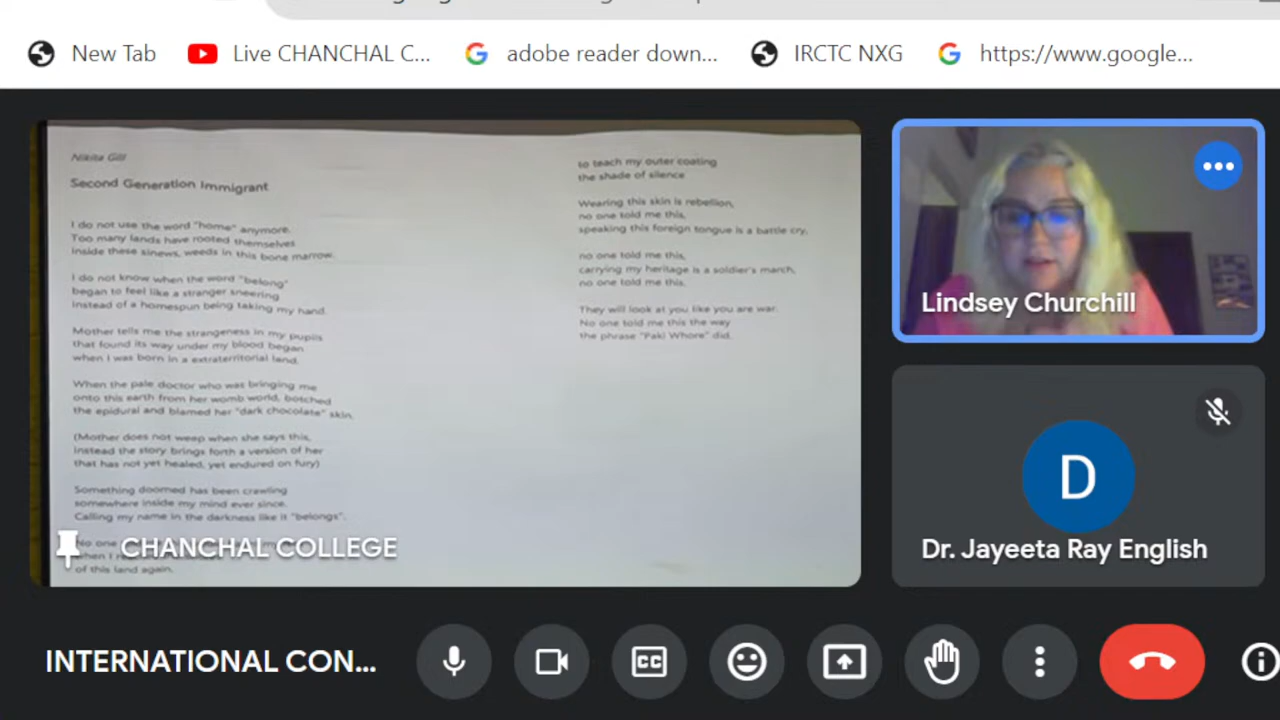 New Tab
Live CHANCHAL C...
adobe reader down...
IRCTC NXG
https://www.google...
Nikita Gill
Second Generation Immigrant
I do not use the word "home" anymore.
Too many lands have rooted themselves
inside these sinews, weeds in this bone marrow.
I do not know when the word "belong"
began to feel like a stranger sneering
instead of a homespun being taking my hand.
Mother tells me the strangeness in my pupils
that found its way under my blood began
when I was born in a extraterritorial land.
When the pale doctor who was bringing me
onto this earth from her womb world, botched
the epidural and blamed her "dark chocolate" skin.
(Mother does not weep when she says this,
instead the story brings forth a version of her
that has not yet healed, yet endured on fury)
Something doomed has been crawling
somewhere inside my mind ever since.
Calling my name in the darkness like it "belongs".
No one
when I
of this land again.
to teach my outer coating
the shade of silence
Wearing this skin is rebellion,
no one told me this,
speaking this foreign tongue is a battle cry,
no one told me this,
carrying my heritage is a soldier's march,
no one told me this.
They will look at you like you are war.
No one told me this the way
the phrase "Paki Whore" did.
CHANCHAL COLLEGE
Lindsey Churchill
D
Dr. Jayeeta Ray English
INTERNATIONAL CON...
CC